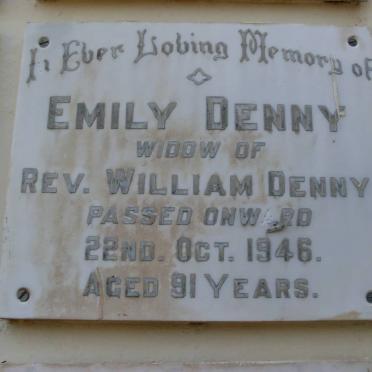 In Ever Loving Memory of
EMILY DENNY
WIDOW OF
REV. WILLIAM DENNY
PASSED ONWARD
22ND. OCT. 1946.
AGED 91 YEARS.